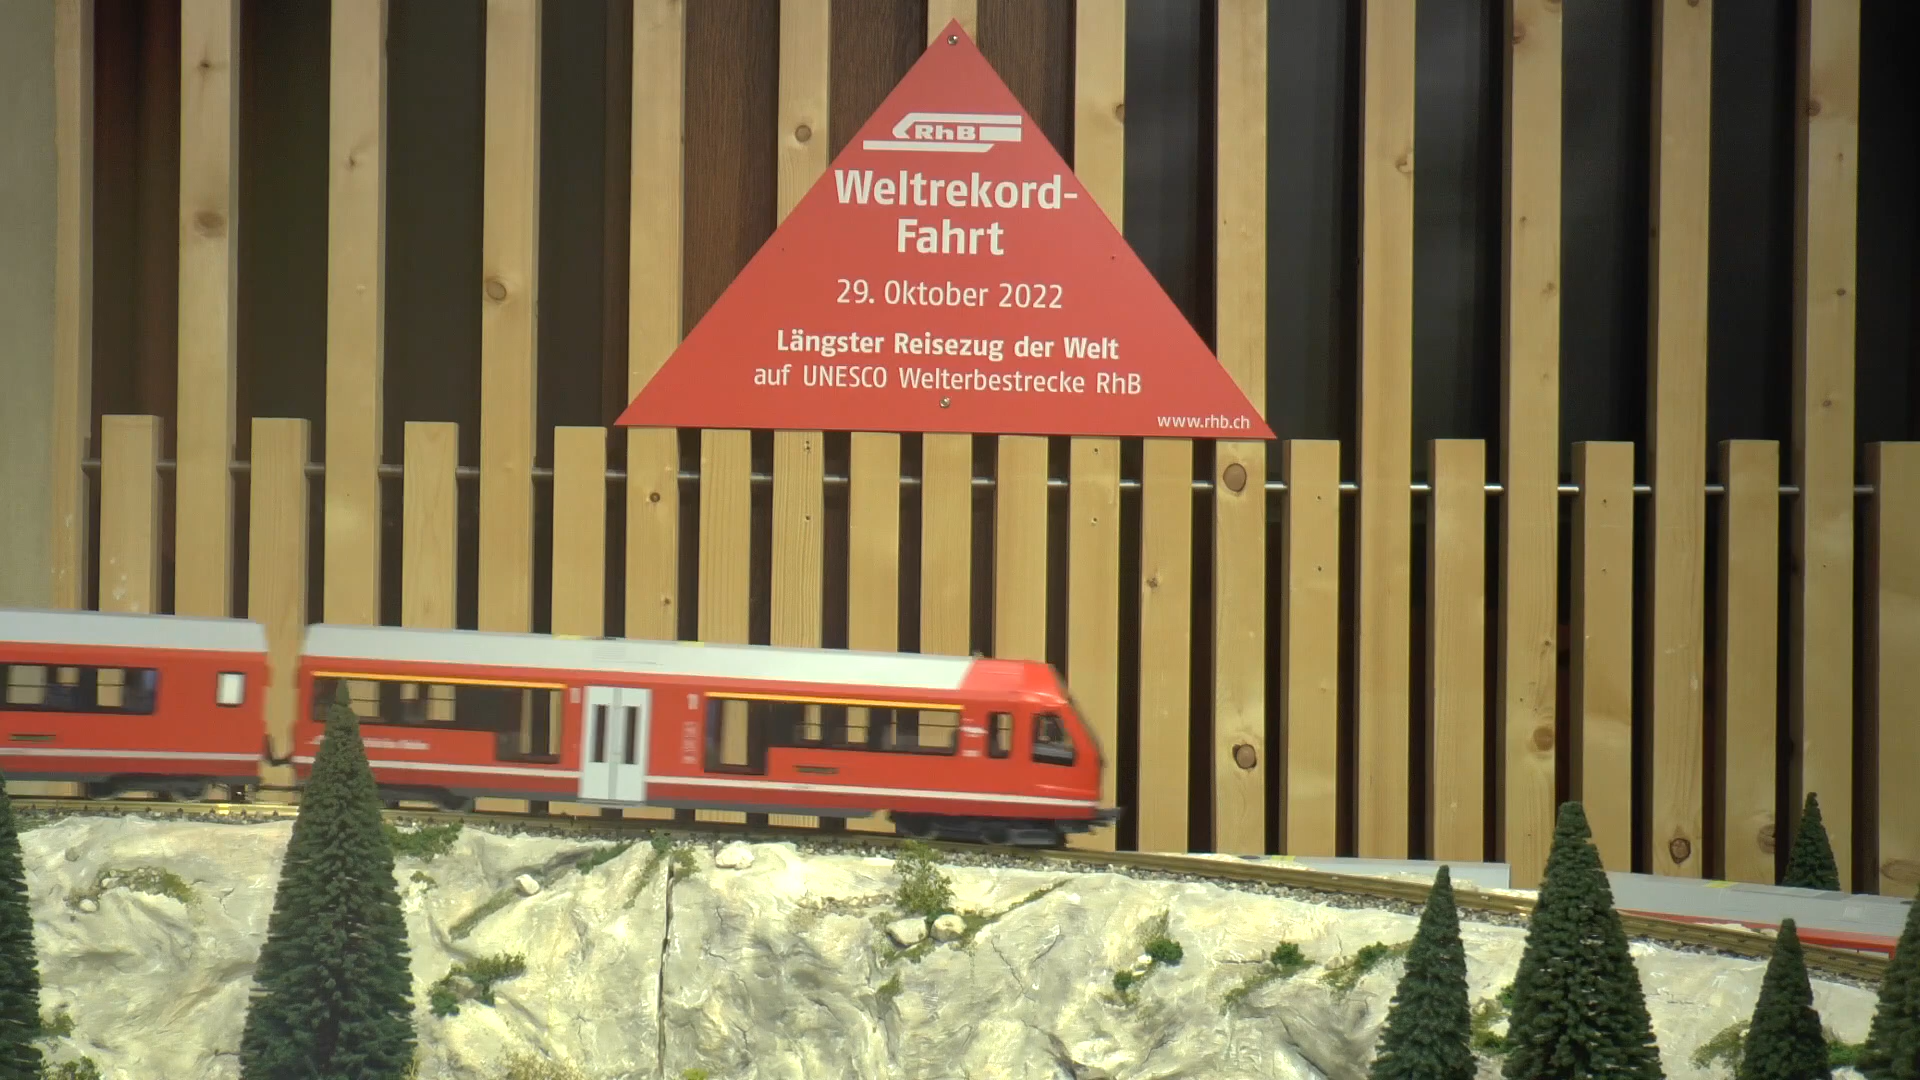 RhB
Weltrekord-
Fahrt
29. Oktober 2022
Längster Reisezug der Welt
auf UNESCO Welterbestrecke RhB
www.rhb.ch